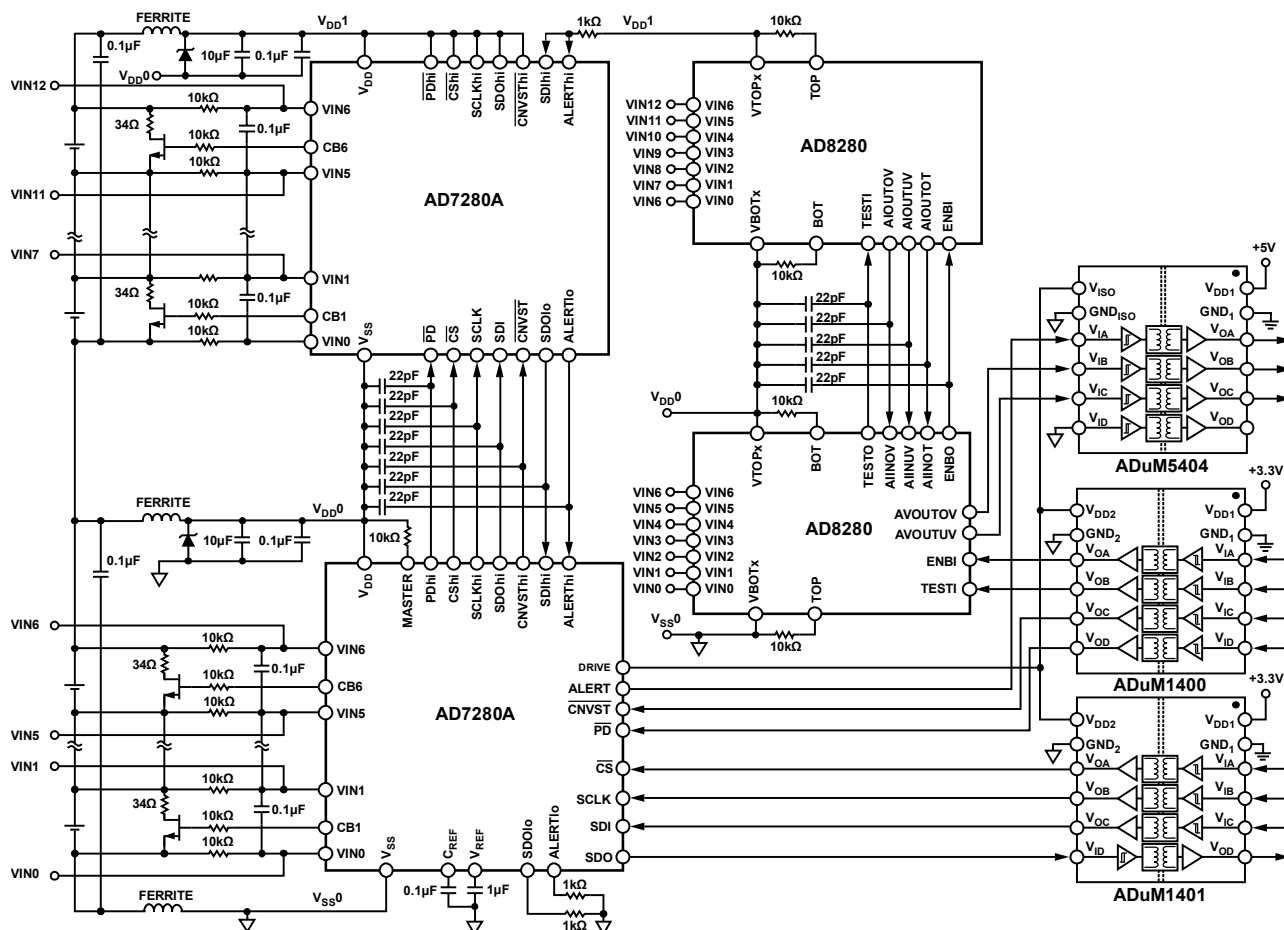 FERRITE
0.1µF
10µF
0.1µF
VDD1
VDD0
VIN12
10kΩ
34Ω
10kΩ
0.1µF
10kΩ
VIN11
VIN7
34Ω
10kΩ
0.1µF
10kΩ
VDD
PDhi
CShi
SCLKhi
SDOhi
CNVSThi
SDIhi
ALERThi
1kΩ
VIN6
CB6
VIN5
AD7280A
VIN1
CB1
VIN0
VSS
PD
CS
SCLK
SDI
CNVST
SDOlo
ALERTlo
22pF
22pF
22pF
22pF
22pF
22pF
22pF
VDD1
10kΩ
VTOPx
TOP
VIN12
VIN11
VIN10
VIN9
VIN8
VIN7
VIN6
VIN6
VIN5
VIN4
VIN3
VIN2
VIN1
VIN0
AD8280
VBOTx
BOT
TESTI
AIOUTOV
AIOUTUV
AIOUTOT
ENBI
10kΩ
22pF
22pF
22pF
22pF
22pF
VDD0
10kΩ
VTOPx
BOT
TESTO
AIINOV
AIINUV
AIINOT
ENBO
VIN6
VIN5
VIN4
VIN3
VIN2
VIN1
VIN0
VIN6
VIN5
VIN4
VIN3
VIN2
VIN1
VIN0
AD8280
AVOUTOV
AVOUTUV
ENBI
TESTI
VBOTx
TOP
VSS0
10kΩ
FERRITE
0.1µF
10µF
0.1µF
VDD0
10kΩ
VDD
MASTER
PDhi
CShi
SCLKhi
SDOhi
CNVSThi
SDIhi
ALERThi
VIN6
10kΩ
34Ω
10kΩ
0.1µF
10kΩ
VIN5
VIN1
10kΩ
34Ω
10kΩ
0.1µF
10kΩ
VIN0
VIN6
CB6
VIN5
AD7280A
VIN1
CB1
VIN0
DRIVE
ALERT
CNVST
PD
CS
SCLK
SDI
SDO
VSS
CREF
VREF
SDOlo
ALERTlo
0.1µF
1µF
1kΩ
1kΩ
FERRITE
VSS0
+5V
VISO
VDD1
GNDISO
GND1
VIA
VOA
VIB
VOB
VIC
VOC
VID
VOD
ADuM5404
+3.3V
VDD2
VDD1
GND2
GND1
VOA
VIA
VOB
VIB
VOC
VIC
VOD
VID
ADuM1400
+3.3V
VDD2
VDD1
GND2
GND1
VOA
VIA
VOB
VIB
VOC
VIC
VID
VOD
ADuM1401